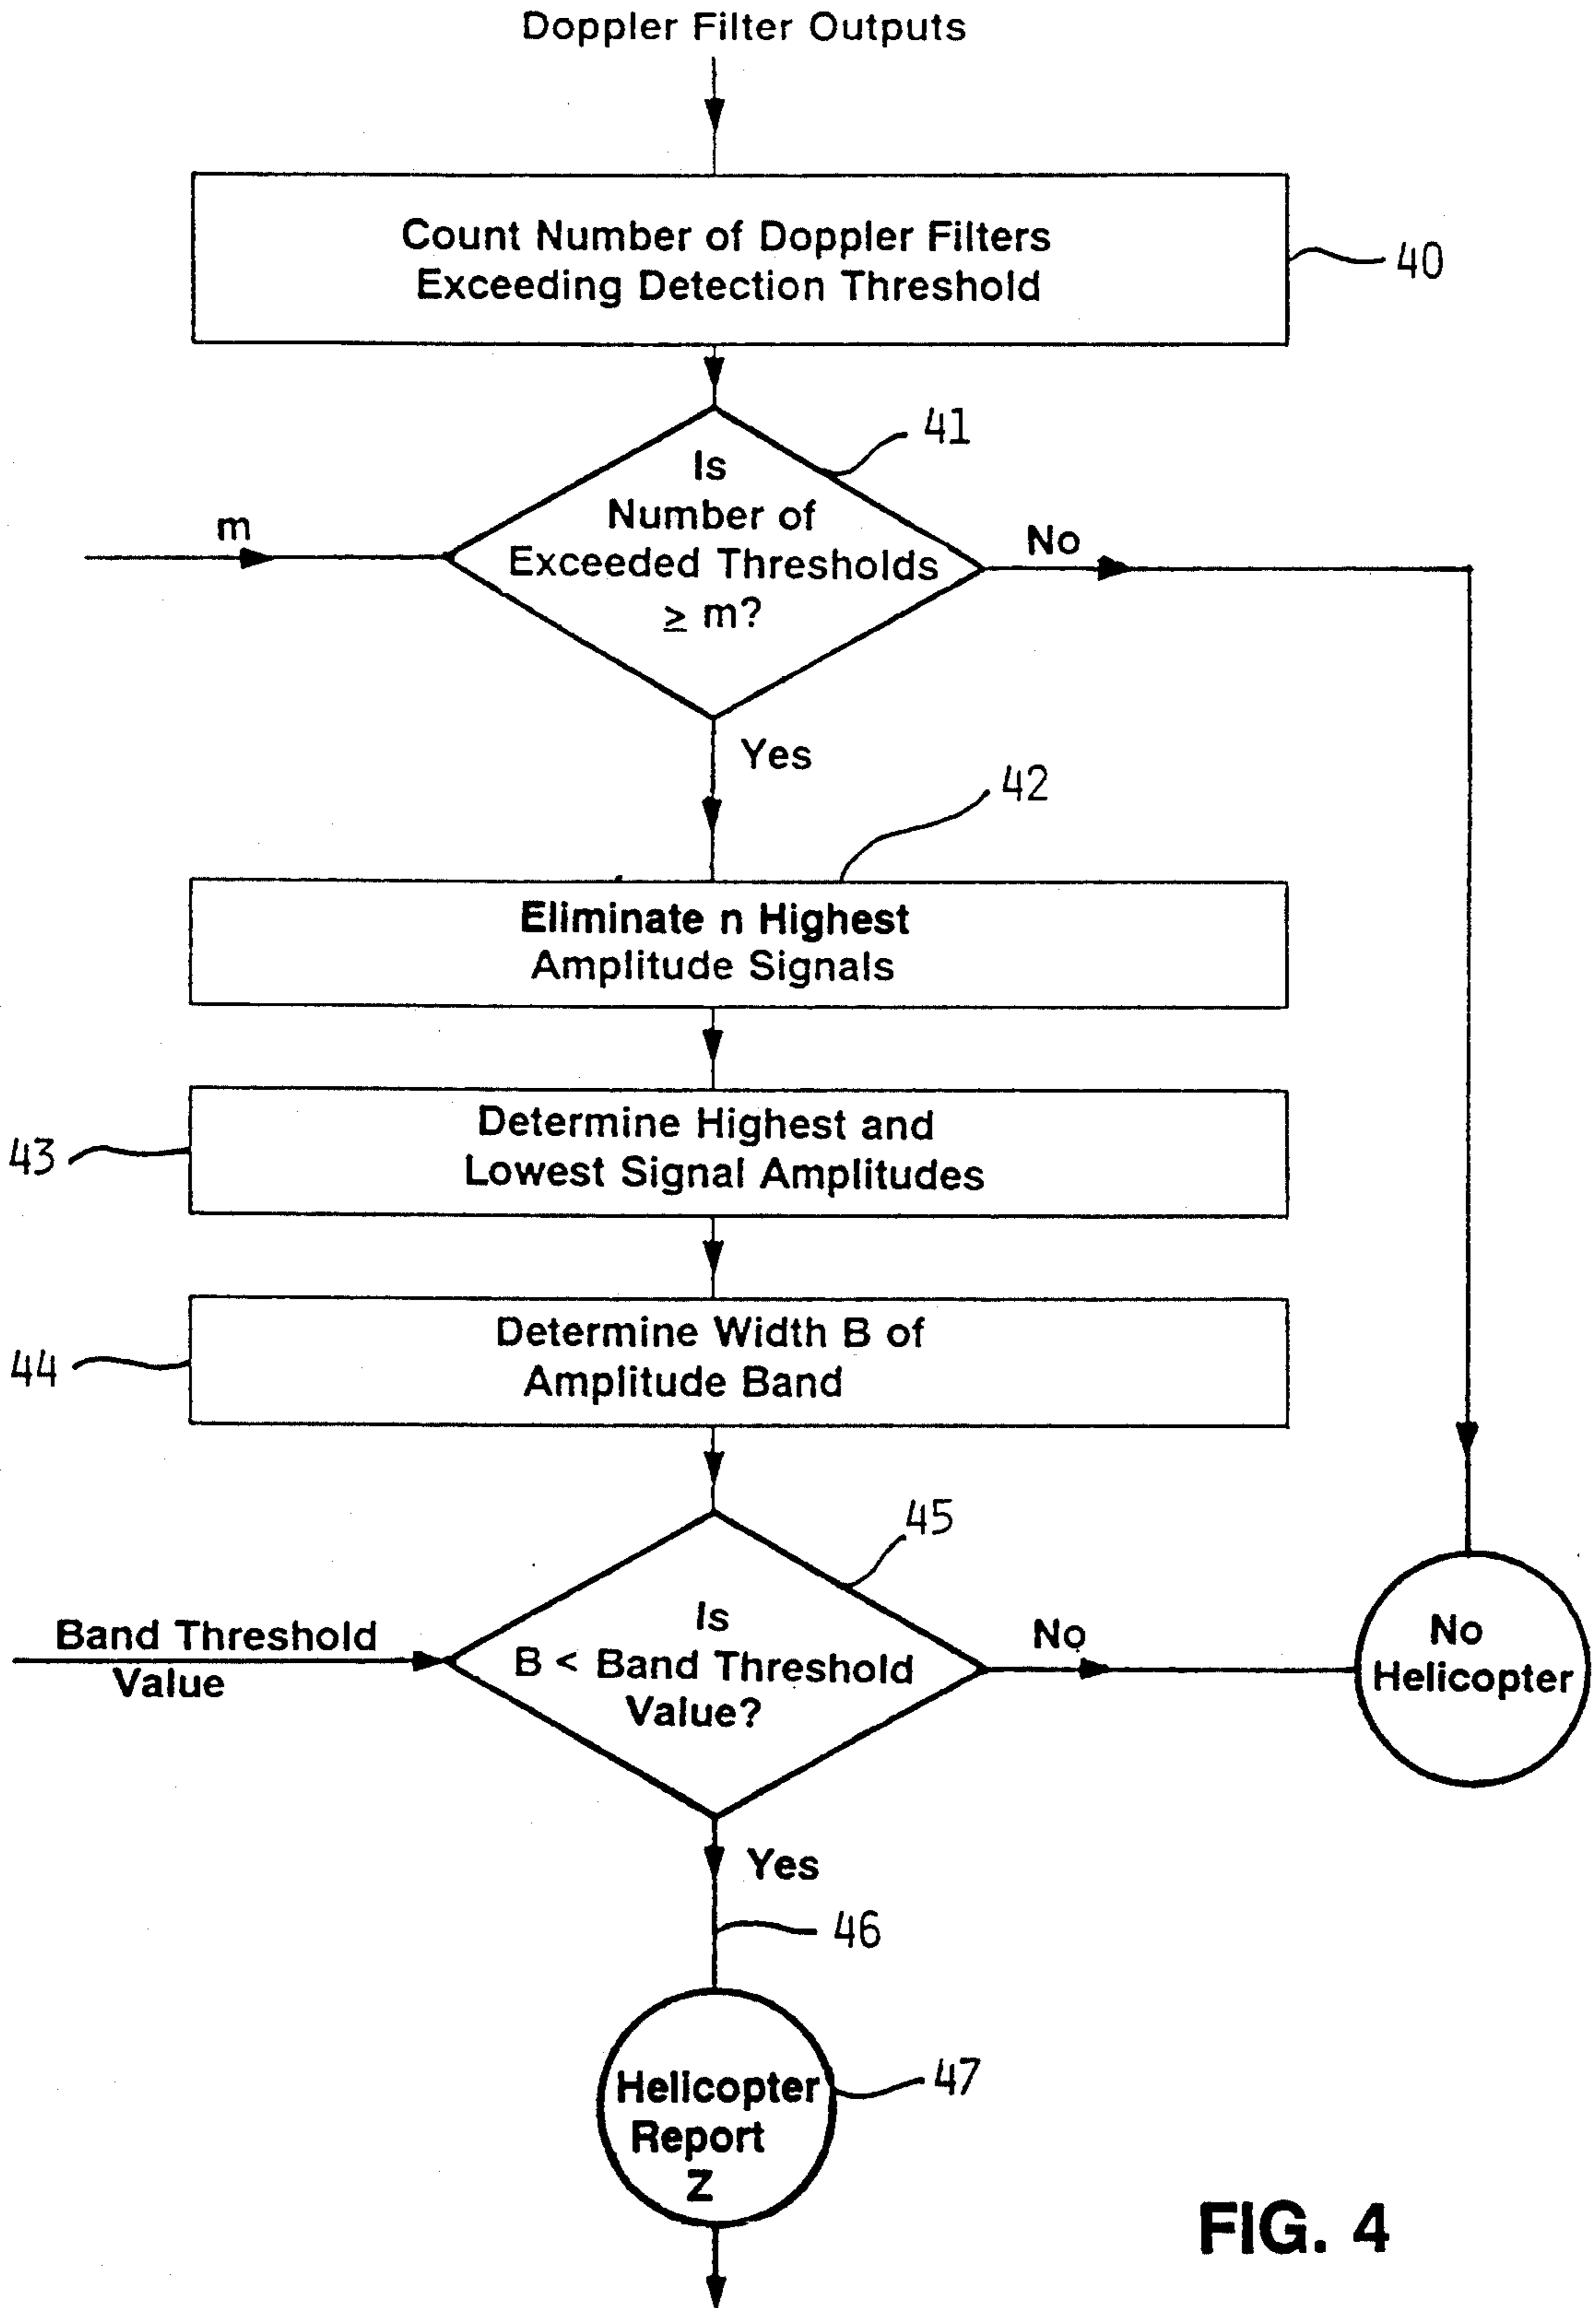 Doppler Filter Outputs
Count Number of Doppler Filters
Exceeding Detection Threshold
40
41
Is
Number of
Exceeded Thresholds
≥ m?
m
No
Yes
42
Eliminate n Highest
Amplitude Signals
43
Determine Highest and
Lowest Signal Amplitudes
44
Determine Width B of
Amplitude Band
45
Band Threshold
Value
Is
B < Band Threshold
Value?
No
No
Helicopter
Yes
46
Helicopter
Report
Z
47
FIG. 4